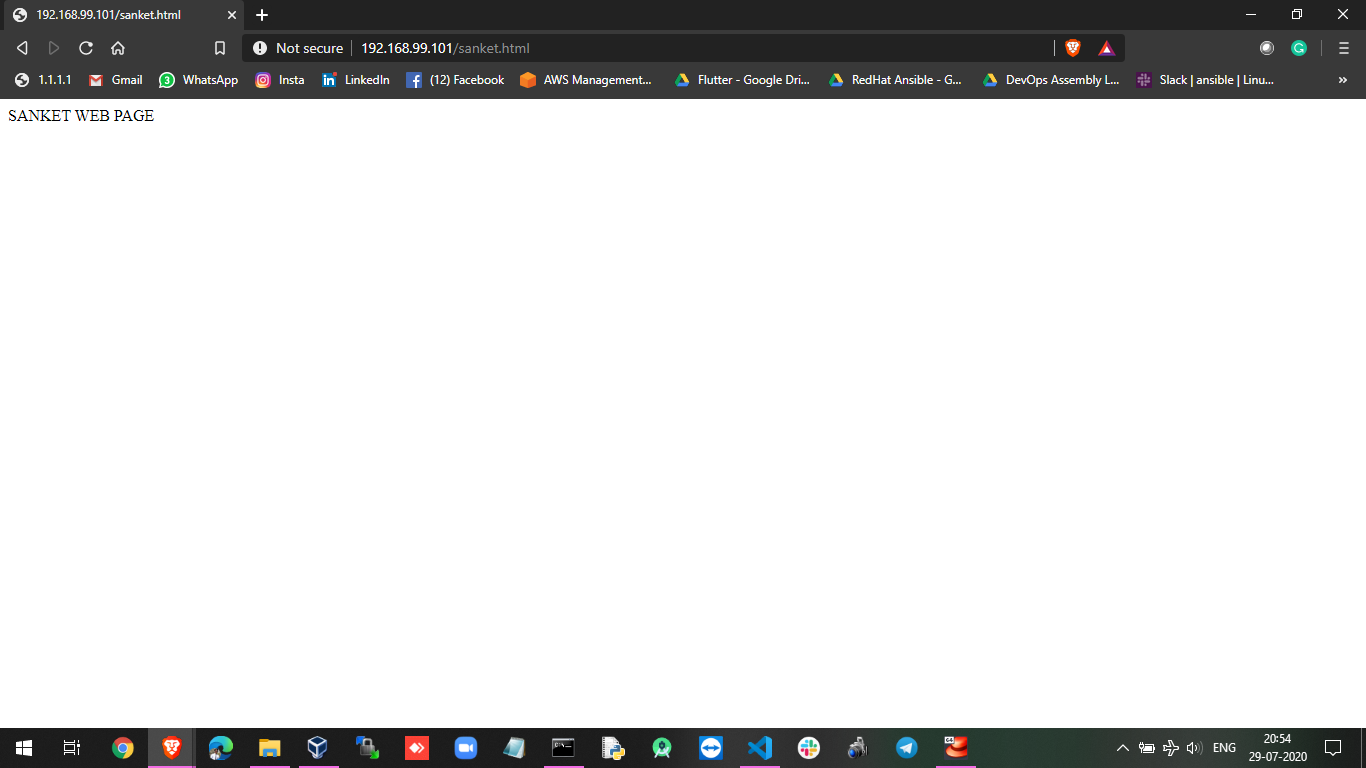 192.168.99.101/sanket.html
Not secure 192.168.99.101/sanket.html
1.1.1.1 Gmail 3 WhatsApp Insta in LinkedIn (12) Facebook AWS Management... Flutter - Google Dri... RedHat Ansible - G... DevOps Assembly L... Slack | ansible | Linu... »
SANKET WEB PAGE
ENG 20:54
29-07-2020